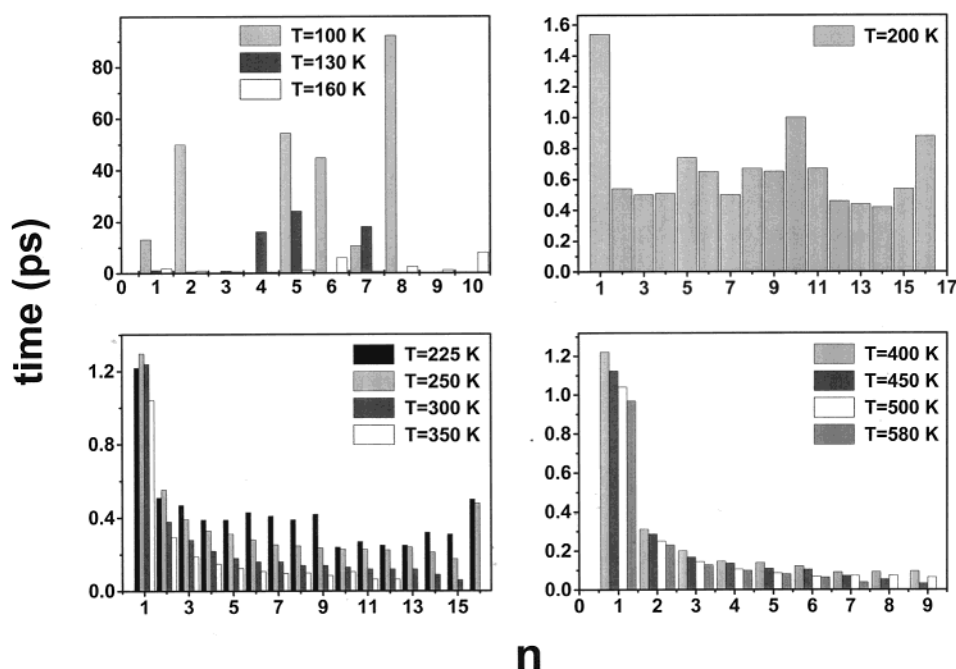 time (ps)
80
60
40
20
0
T=100 K
T=130 K
T=160 K
0 1 2 3 4 5 6 7 8 9 10
1.6
1.4
1.2
1.0
0.8
0.6
0.4
0.2
0.0
T=200 K
1 3 5 7 9 11 13 15 17
1.2
0.8
0.4
0.0
T=225 K
T=250 K
T=300 K
T=350 K
1 3 5 7 9 11 13 15
1.2
1.0
0.8
0.6
0.4
0.2
0.0
T=400 K
T=450 K
T=500 K
T=580 K
0 1 2 3 4 5 6 7 8 9
n